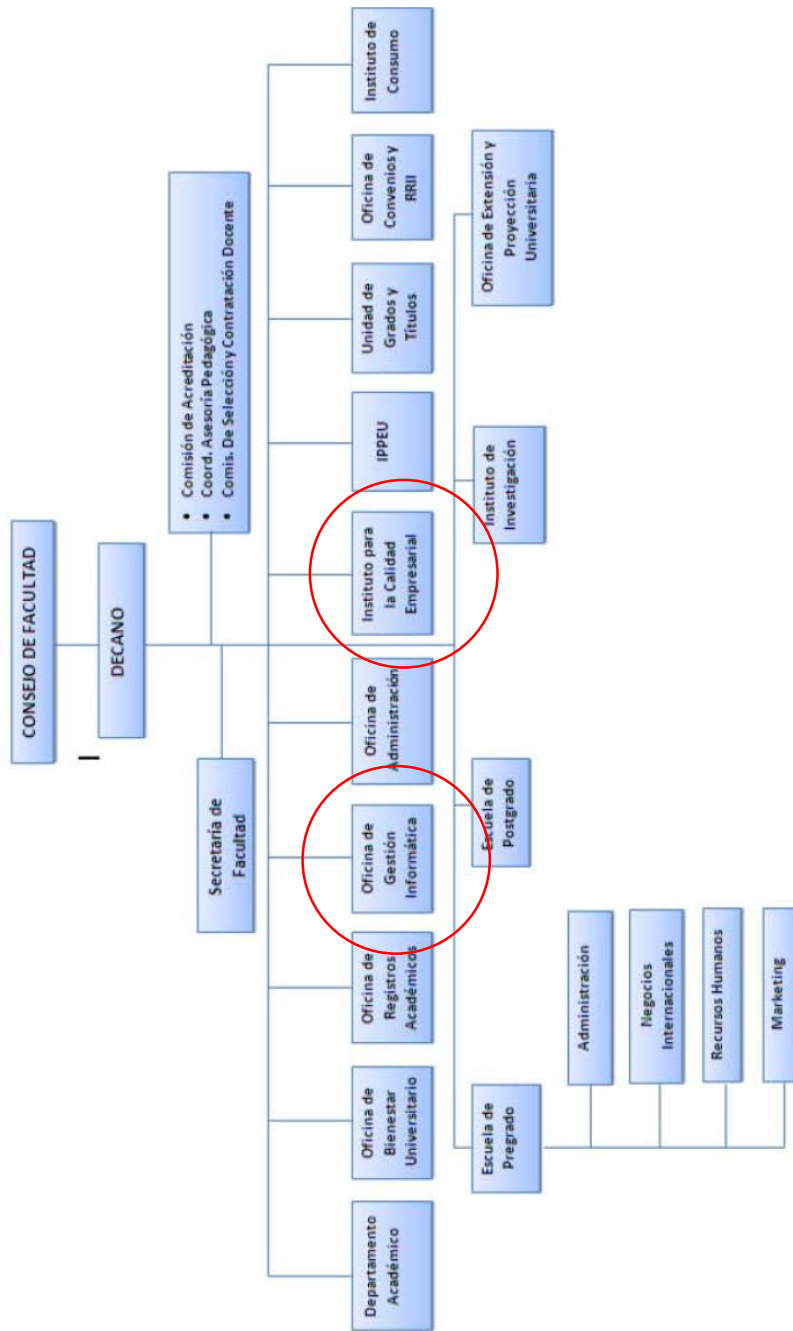 CONSEJO DE FACULTAD
DECANO
Secretaría de
Facultad
• Comisión de Acreditación
• Coord. Asesoría Pedagógica
• Comis. De Selección y Contratación Docente
Departamento
Académico
Oficina de
Bienestar
Universitario
Oficina de
Registros
Académicos
Oficina de
Gestión
Informática
Oficina de
Administración
Instituto para
la Calidad
Empresarial
IPPEU
Unidad de
Grados y
Títulos
Oficina de
Convenios y
RRII
Instituto de
Consumo
Escuela de
Pregrado
Escuela de
Postgrado
Instituto de
Investigación
Oficina de Extensión y
Proyección
Universitaria
Administración
Negocios
Internacionales
Recursos Humanos
Marketing